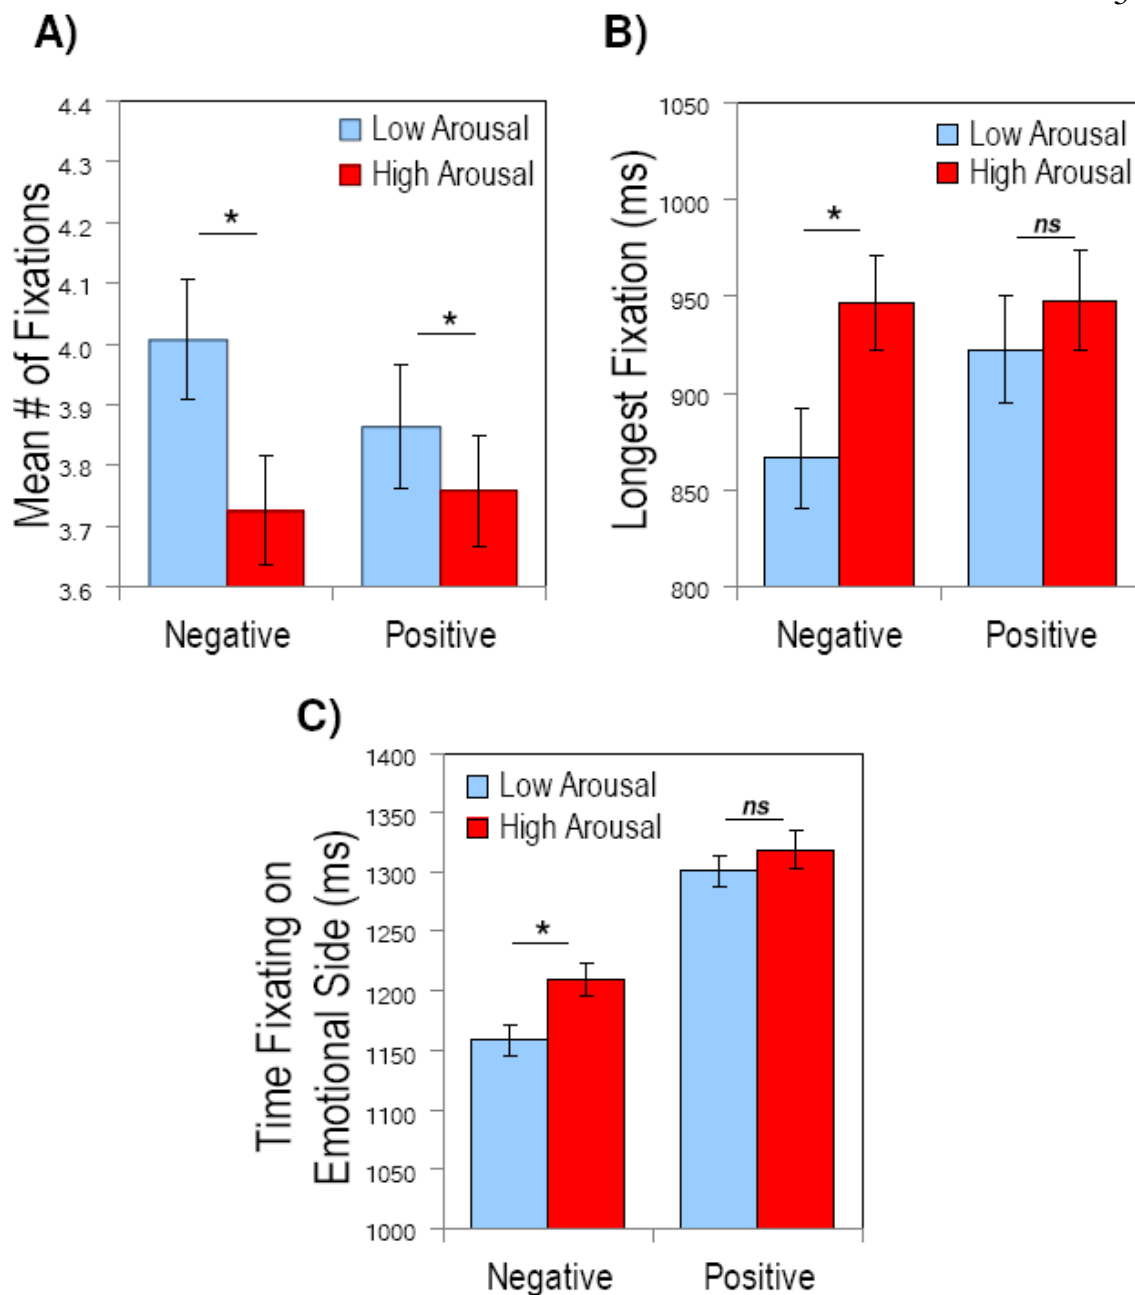 A)
Mean # of Fixations
4.4
4.3
4.2
4.1
4.0
3.9
3.8
3.7
3.6
Low Arousal
High Arousal
*
*
Negative
Positive
B)
Longest Fixation (ms)
1050
1000
950
900
850
800
Low Arousal
High Arousal
*
ns
Negative
Positive
C)
Time Fixating on
Emotional Side (ms)
1400
1350
1300
1250
1200
1150
1100
1050
1000
Low Arousal
High Arousal
*
ns
Negative
Positive